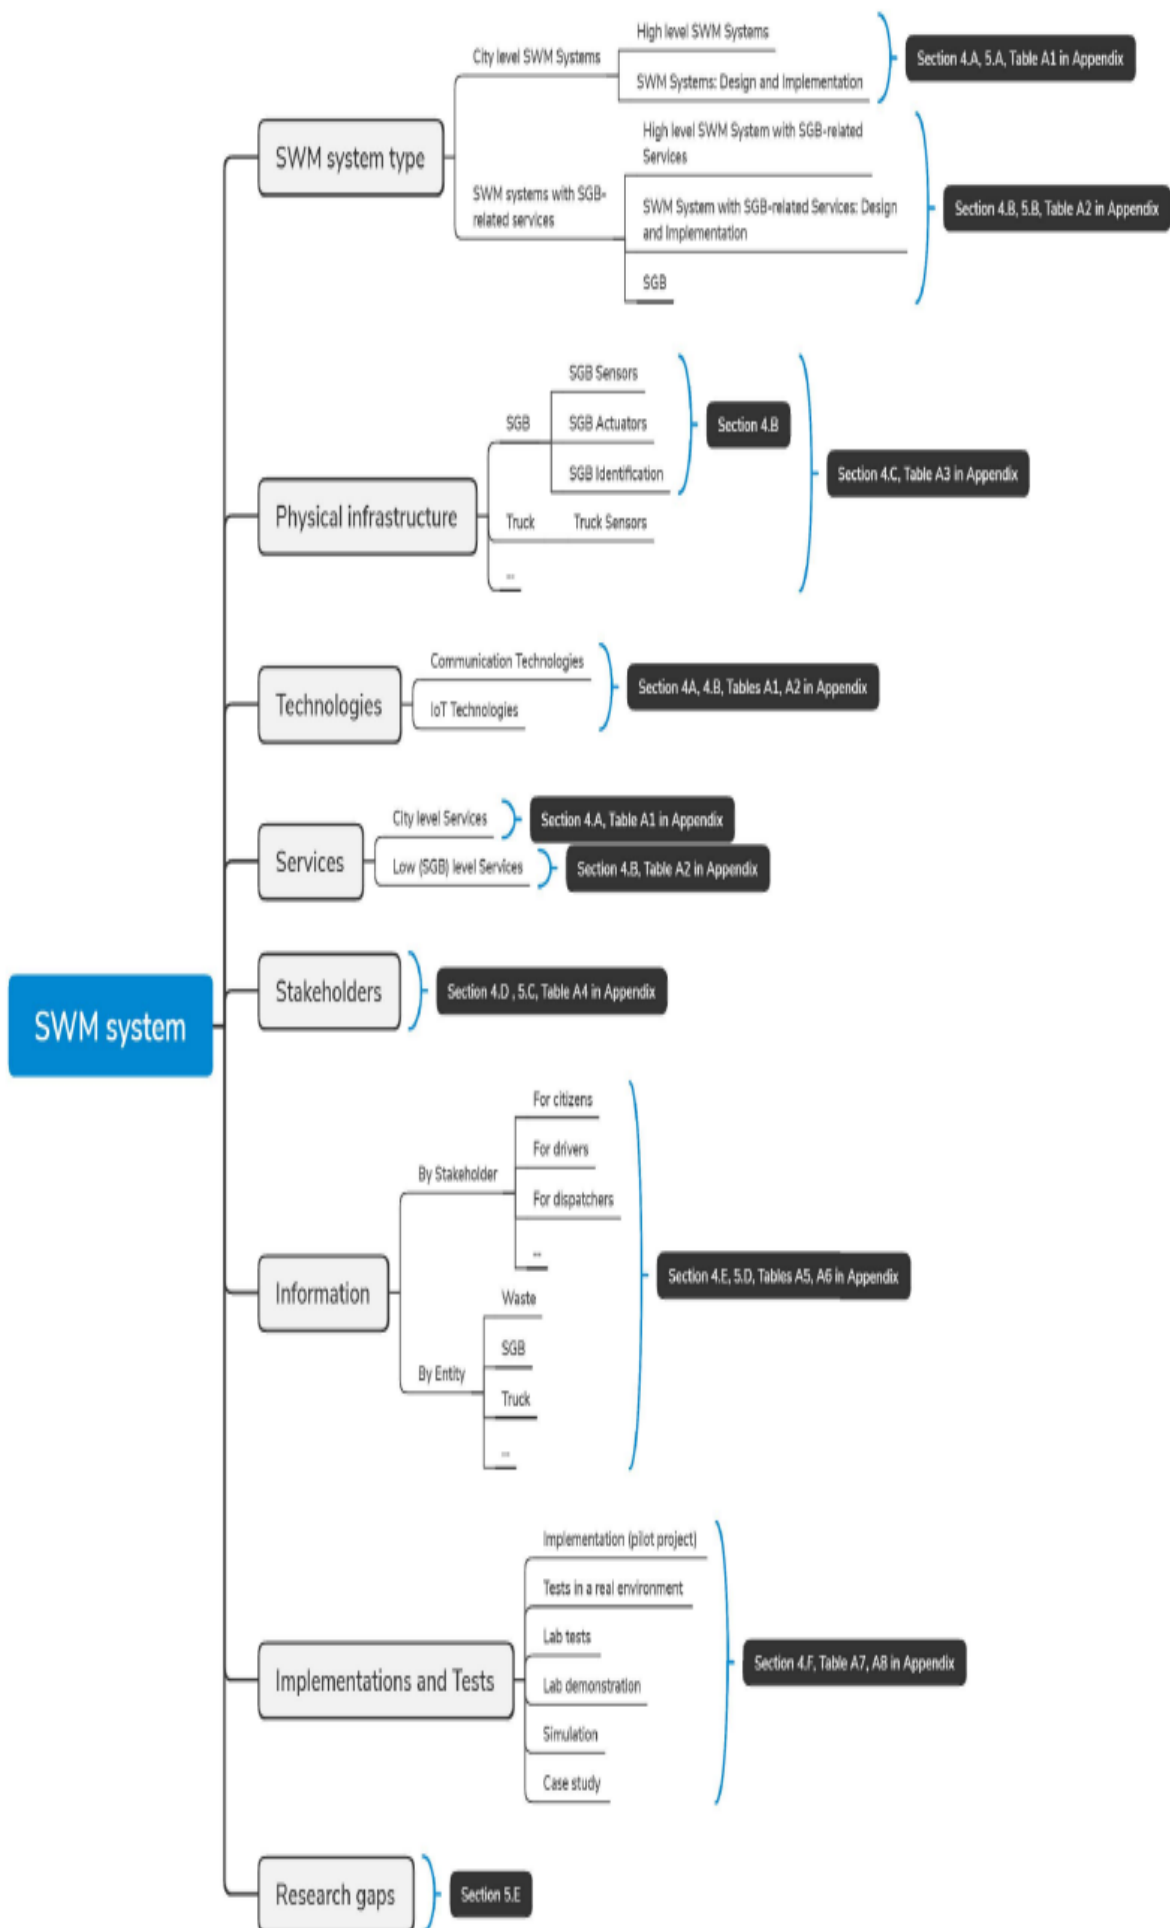 High level SWM Systems
City level SWM Systems
Section 4.A, 5.A, Table A1 in Appendix
SWM Systems: Design and Implementation
High level SWM System with SGB-related
Services
SWM system type
SWM systems with SGB-
related services
SWM System with SGB-related Services: Design
and Implementation
Section 4.B, 5.B, Table A2 in Appendix
SGB
SGB Sensors
SGB
SGB Actuators
Section 4.B
SGB Identification
Section 4.C, Table A3 in Appendix
Physical infrastructure
Truck
Truck Sensors
...
Communication Technologies
Section 4A, 4.B, Tables A1, A2 in Appendix
Technologies
IoT Technologies
City level Services
Section 4.A, Table A1 in Appendix
Services
Low (SGB) level Services
Section 4.B, Table A2 in Appendix
Stakeholders
Section 4.D , 5.C, Table A4 in Appendix
SWM system
For citizens
For drivers
By Stakeholder
For dispatchers
...
Section 4.E, 5.D, Tables A5, A6 in Appendix
Information
Waste
SGB
By Entity
Truck
...
Implementation (pilot project)
Tests in a real environment
Lab tests
Section 4.F, Table A7, A8 in Appendix
Implementations and Tests
Lab demonstration
Simulation
Case study
Research gaps
Section 5.E